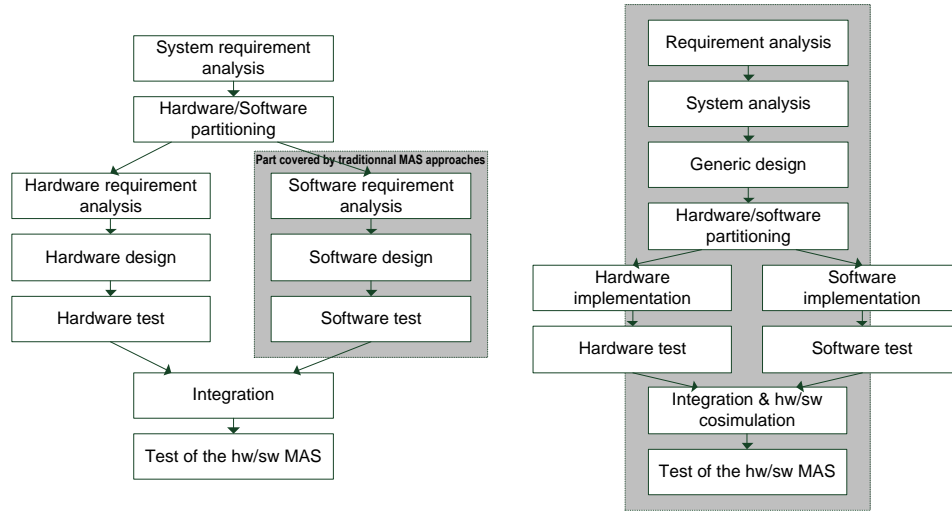 System requirement
analysis
Hardware/Software
partitioning
Part covered by traditionnal MAS approaches
Hardware requirement
analysis
Hardware design
Hardware test
Software requirement
analysis
Software design
Software test
Integration
Test of the hw/sw MAS
Requirement analysis
System analysis
Generic design
Hardware/software
partitioning
Hardware
implementation
Hardware test
Software
implementation
Software test
Integration & hw/sw
cosimulation
Test of the hw/sw MAS